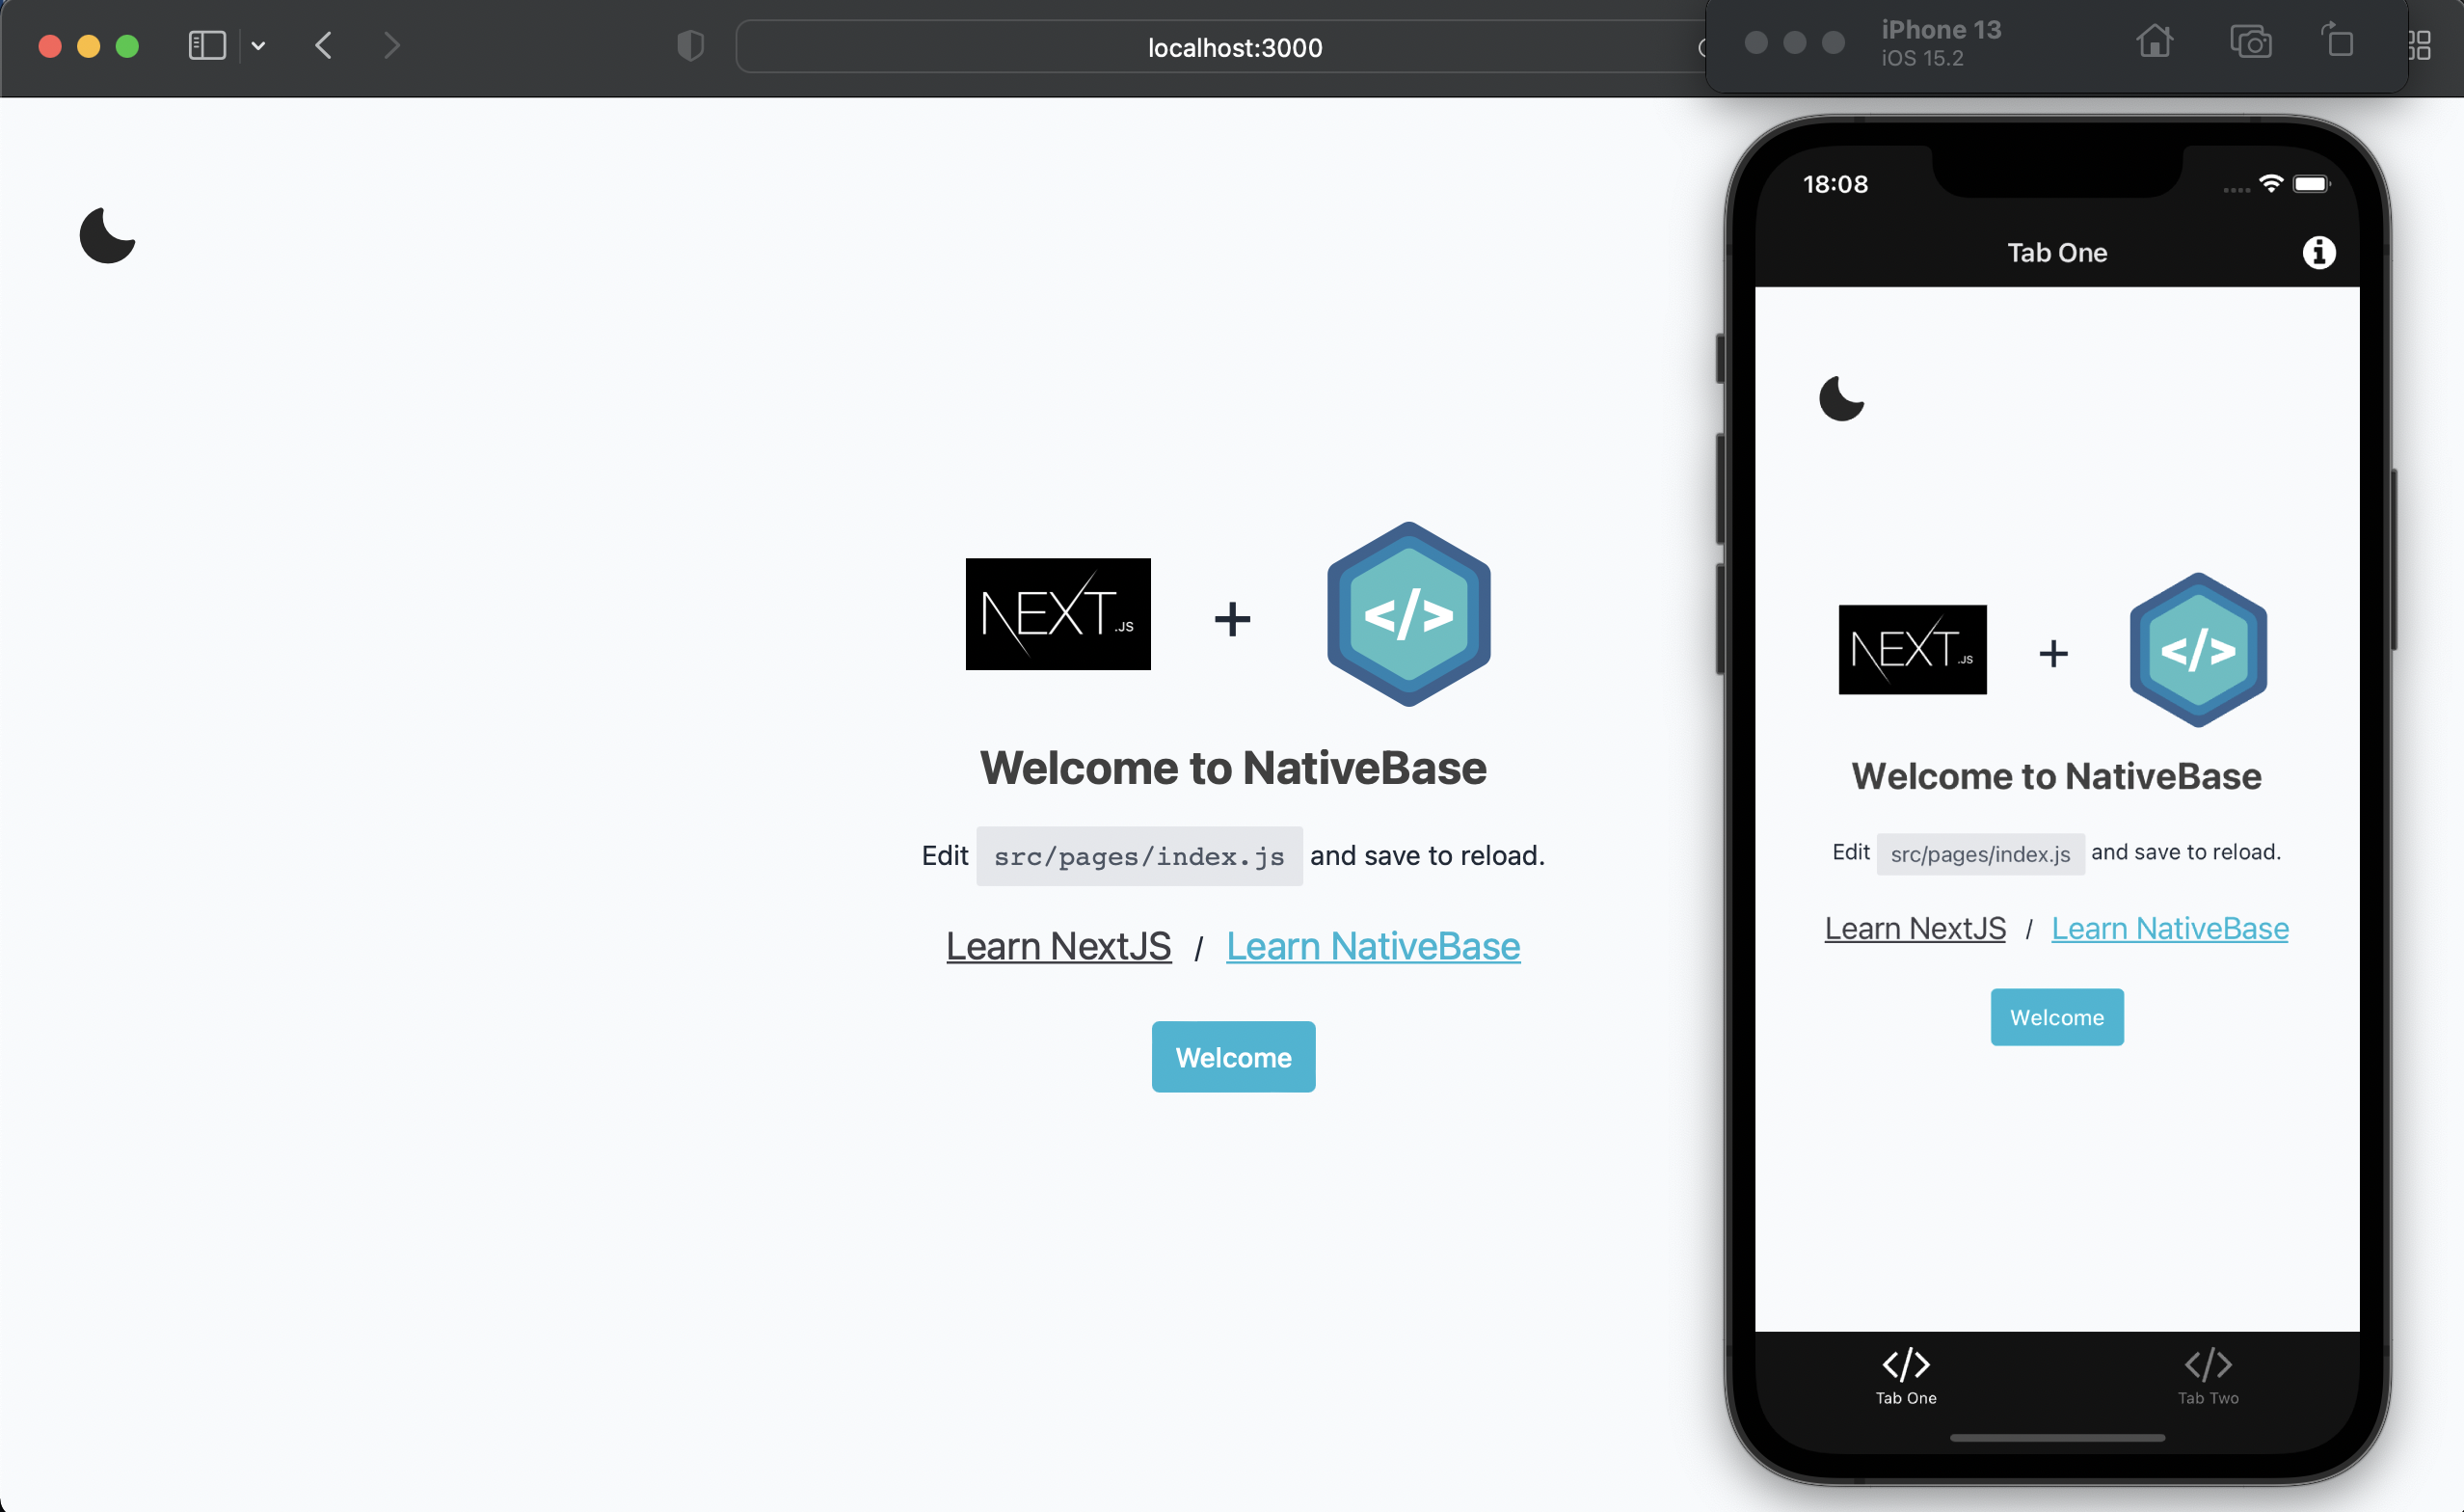 localhost:3000
iPhone 13
iOS 15.2
NEXT.JS
+
</>
Welcome to NativeBase
Edit src/pages/index.js and save to reload.
Learn NextJS / Learn NativeBase
Welcome
18:08
Tab One
NEXT.JS
+
</>
Welcome to NativeBase
Edit src/pages/index.js and save to reload.
Learn NextJS / Learn NativeBase
Welcome
</> </>
Tab One Tab Two